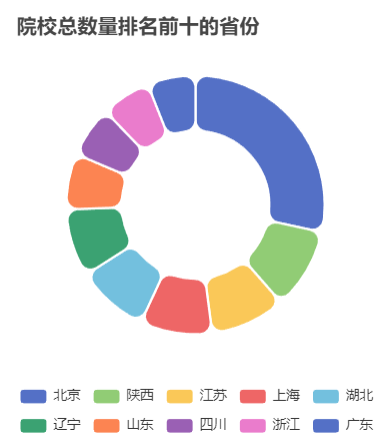 院校总数量排名前十的省份
北京 陕西 江苏 上海 湖北
辽宁 山东 四川 浙江 广东